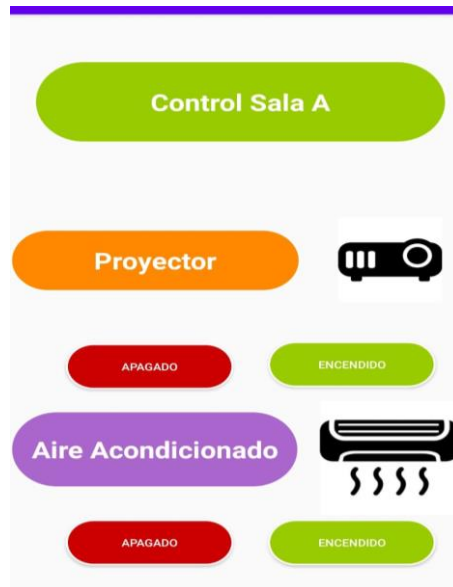 Control Sala A
Proyector
APAGADO
ENCENDIDO
Aire Acondicionado
APAGADO
ENCENDIDO